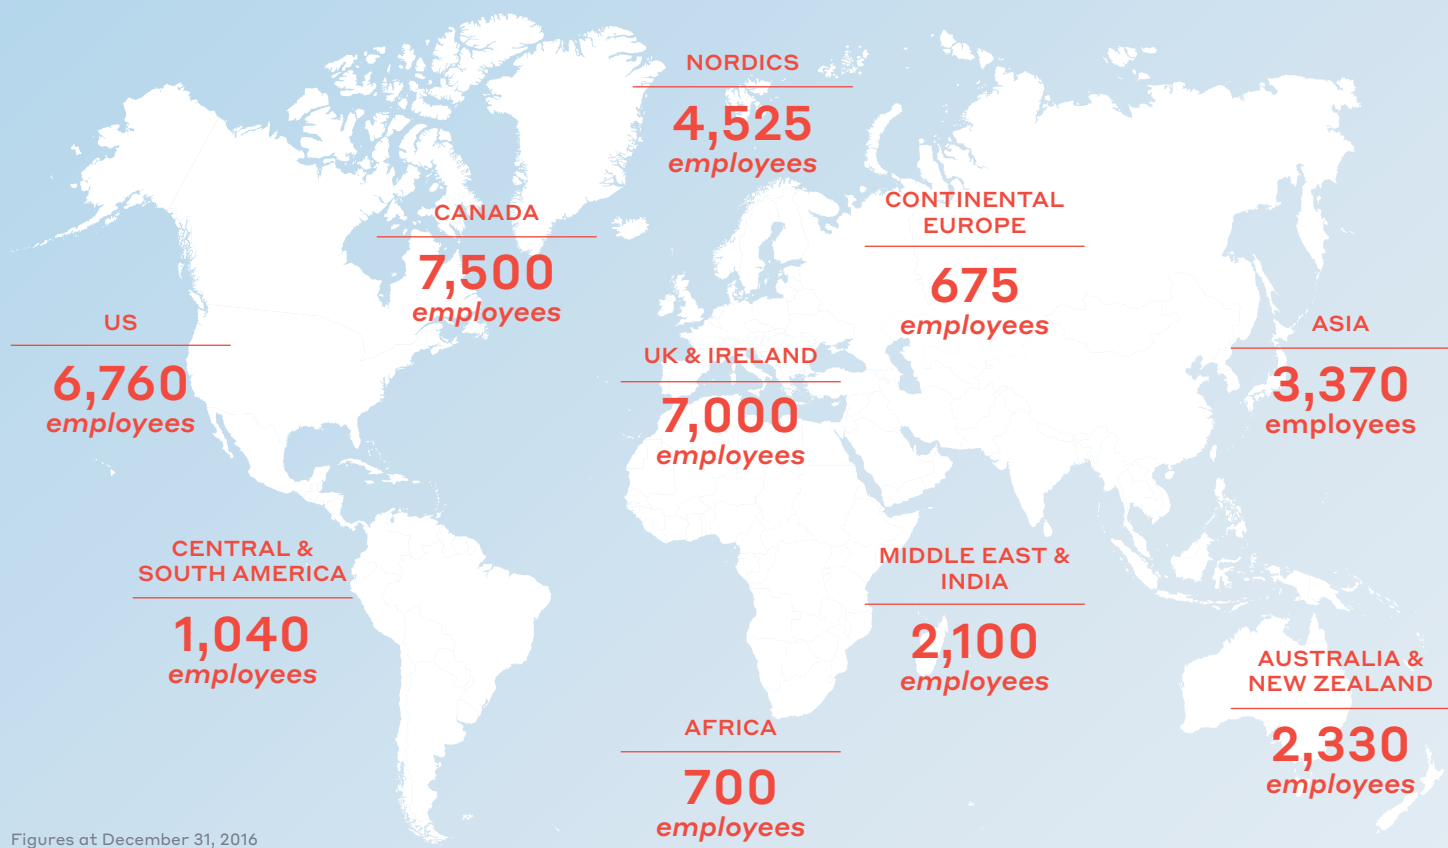 NORDICS
4,525
employees
CANADA
7,500
employees
CONTINENTAL
EUROPE
675
employees
US
6,760
employees
UK & IRELAND
7,000
employees
ASIA
3,370
employees
CENTRAL &
SOUTH AMERICA
1,040
employees
MIDDLE EAST &
INDIA
2,100
employees
AUSTRALIA &
NEW ZEALAND
2,330
employees
AFRICA
700
employees
Figures at December 31, 2016